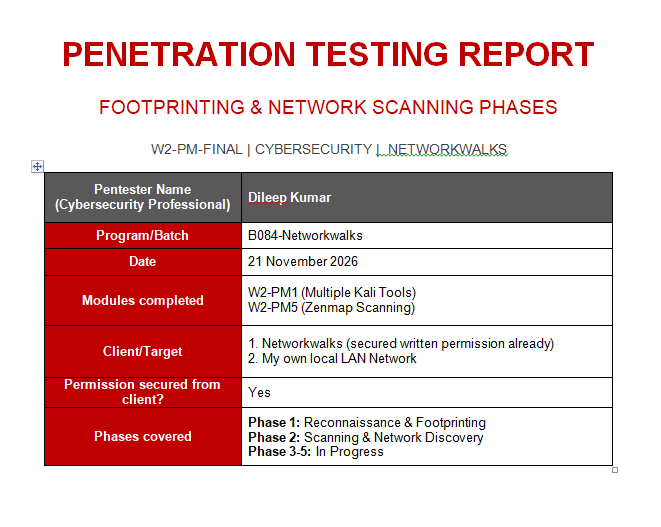 PENETRATION TESTING REPORT
FOOTPRINTING & NETWORK SCANNING PHASES
W2-PM-FINAL | CYBERSECURITY | NETWORKWALKS
Pentester Name
(Cybersecurity Professional)
Dileep Kumar
Program/Batch
B084-Networkwalks
Date
21 November 2026
Modules completed
W2-PM1 (Multiple Kali Tools)
W2-PM5 (Zenmap Scanning)
Client/Target
1. Networkwalks (secured written permission already)
2. My own local LAN Network
Permission secured from
client?
Yes
Phases covered
Phase 1: Reconnaissance & Footprinting
Phase 2: Scanning & Network Discovery
Phase 3-5: In Progress